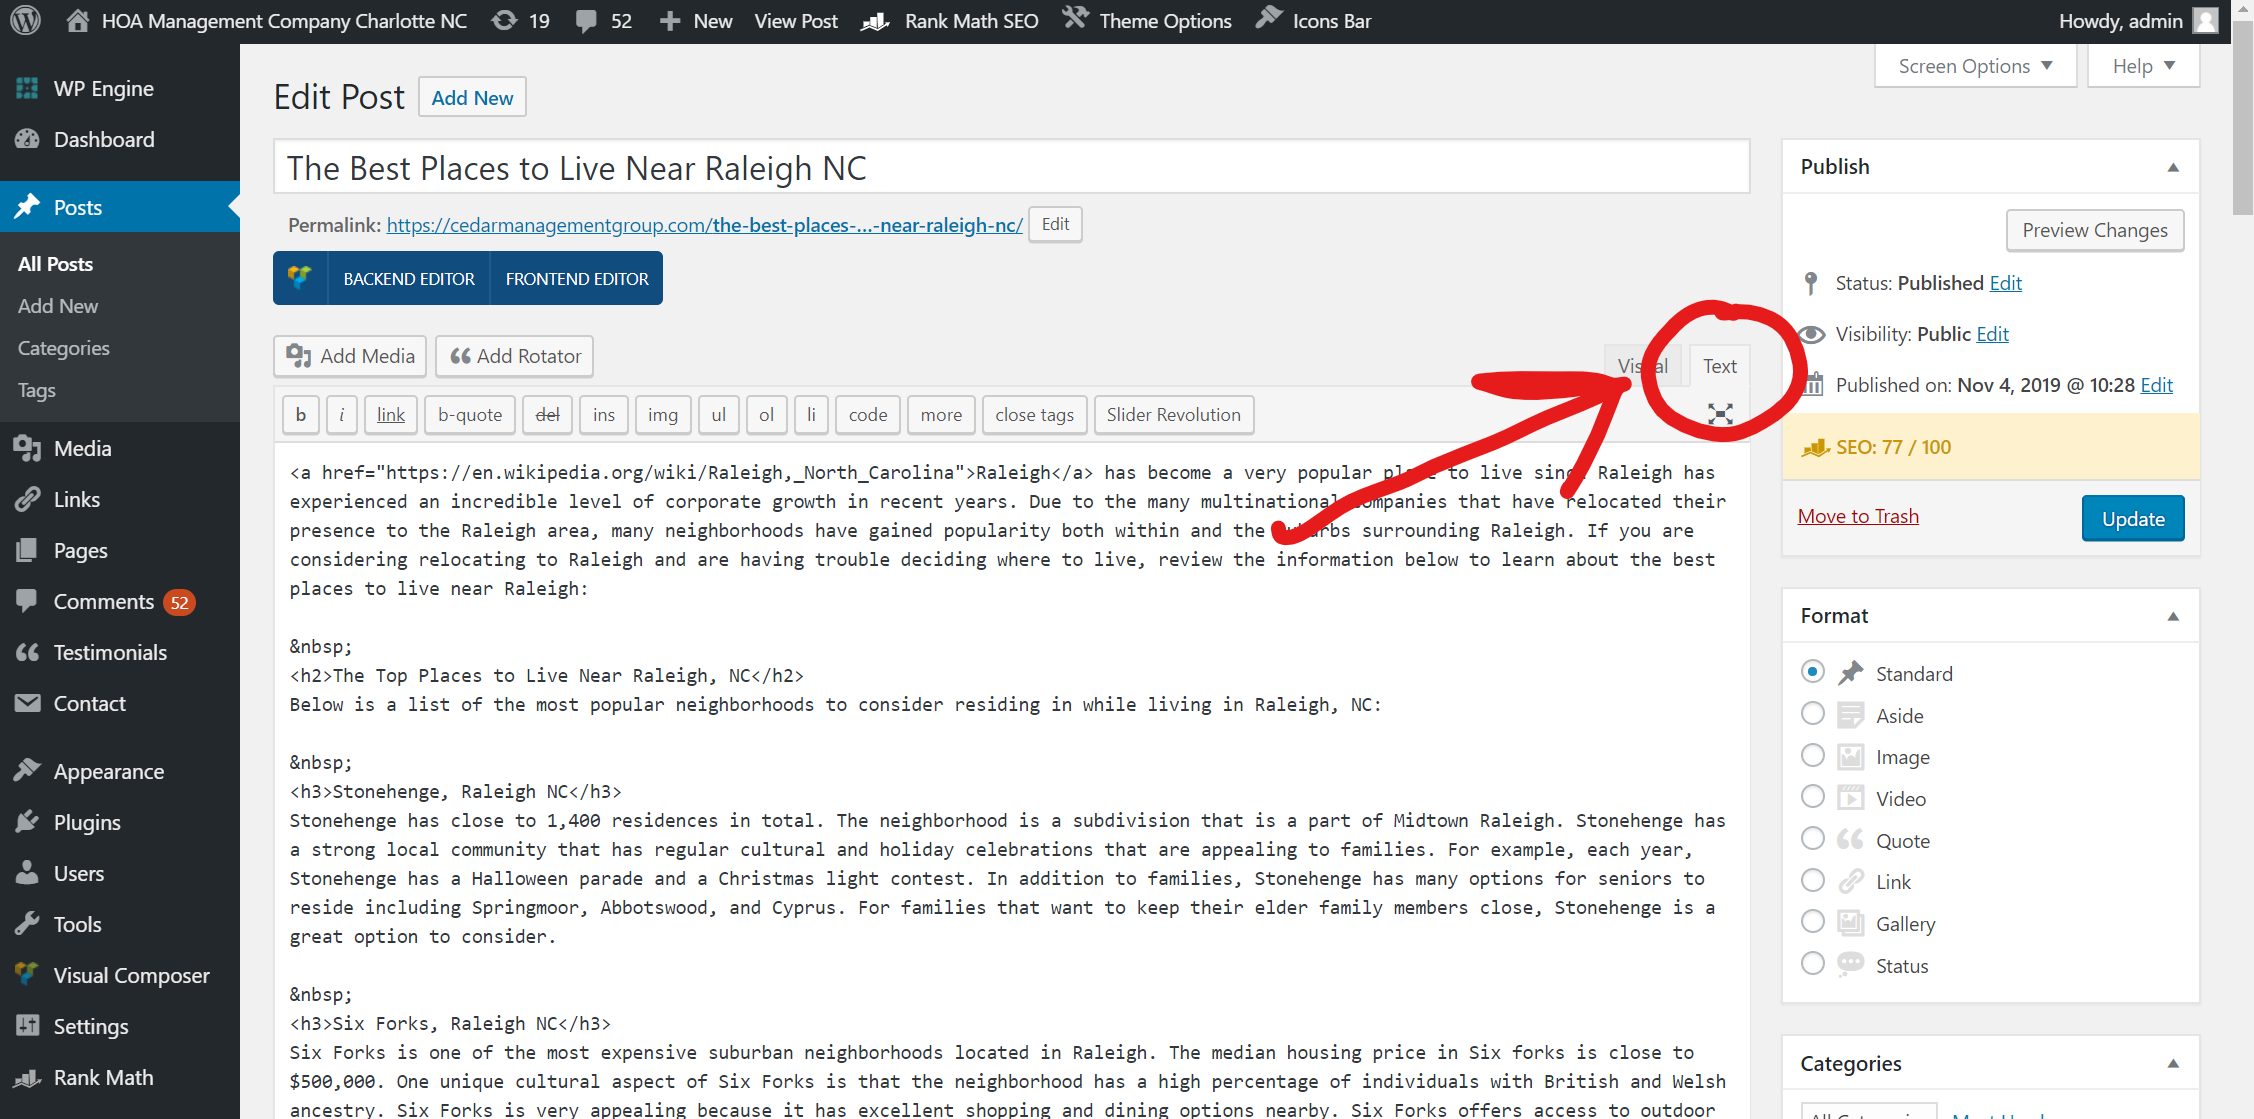 HOA Management Company Charlotte NC 19 52 New View Post Rank Math SEO Theme Options Icons Bar Howdy, admin
Screen Options Help
WP Engine
Dashboard
Posts
All Posts
Add New
Categories
Tags
Media
Links
Pages
Comments 52
Testimonials
Contact
Appearance
Plugins
Users
Tools
Visual Composer
Settings
Rank Math
Edit Post Add New
The Best Places to Live Near Raleigh NC
Permalink: https://cedarmanagementgroup.com/the-best-places-...-near-raleigh-nc/ Edit
BACKEND EDITOR FRONTEND EDITOR
Add Media Add Rotator Visual Text
b i link b-quote del ins img ul ol li code more close tags Slider Revolution
<a href="https://en.wikipedia.org/wiki/Raleigh,_North_Carolina">Raleigh</a> has become a very popular place to live since Raleigh has
experienced an incredible level of corporate growth in recent years. Due to the many multinational companies that have relocated their
presence to the Raleigh area, many neighborhoods have gained popularity both within and the suburbs surrounding Raleigh. If you are
considering relocating to Raleigh and are having trouble deciding where to live, review the information below to learn about the best
places to live near Raleigh:
&nbsp;
<h2>The Top Places to Live Near Raleigh, NC</h2>
Below is a list of the most popular neighborhoods to consider residing in while living in Raleigh, NC:
&nbsp;
<h3>Stonehenge, Raleigh NC</h3>
Stonehenge has close to 1,400 residences in total. The neighborhood is a subdivision that is a part of Midtown Raleigh. Stonehenge has
a strong local community that has regular cultural and holiday celebrations that are appealing to families. For example, each year,
Stonehenge has a Halloween parade and a Christmas light contest. In addition to families, Stonehenge has many options for seniors to
reside including Springmoor, Abbotswood, and Cyprus. For families that want to keep their elder family members close, Stonehenge is a
great option to consider.
&nbsp;
<h3>Six Forks, Raleigh NC</h3>
Six Forks is one of the most expensive suburban neighborhoods located in Raleigh. The median housing price in Six forks is close to
$500,000. One unique cultural aspect of Six Forks is that the neighborhood has a high percentage of individuals with British and Welsh
ancestry. Six Forks is very appealing because it has excellent shopping and dining options nearby. Six Forks offers access to outdoor
Publish
Preview Changes
Status: Published Edit
Visibility: Public Edit
Published on: Nov 4, 2019 @ 10:28 Edit
SEO: 77 / 100
Move to Trash Update
Format
Standard
Aside
Image
Video
Quote
Link
Gallery
Status
Categories